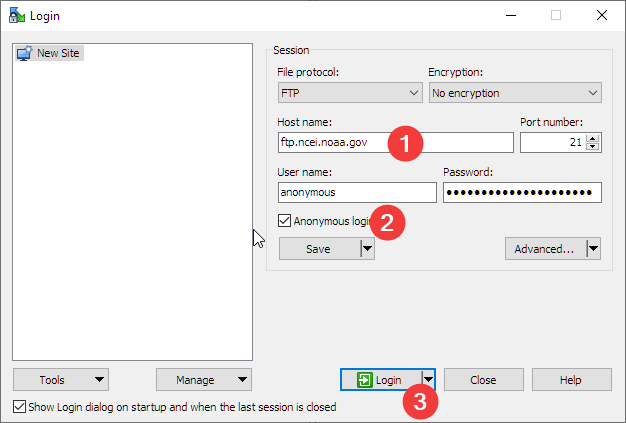 Login
New Site
Session
File protocol:
Encryption:
FTP
No encryption
Host name:
Port number:
ftp.ncei.noaa.gov
1
21
User name:
Password:
anonymous
●●●●●●●●●●●●●●●●●●●●●
Anonymous login
2
Save
Advanced...
Tools
Manage
Login
Close
Help
3
Show Login dialog on startup and when the last session is closed